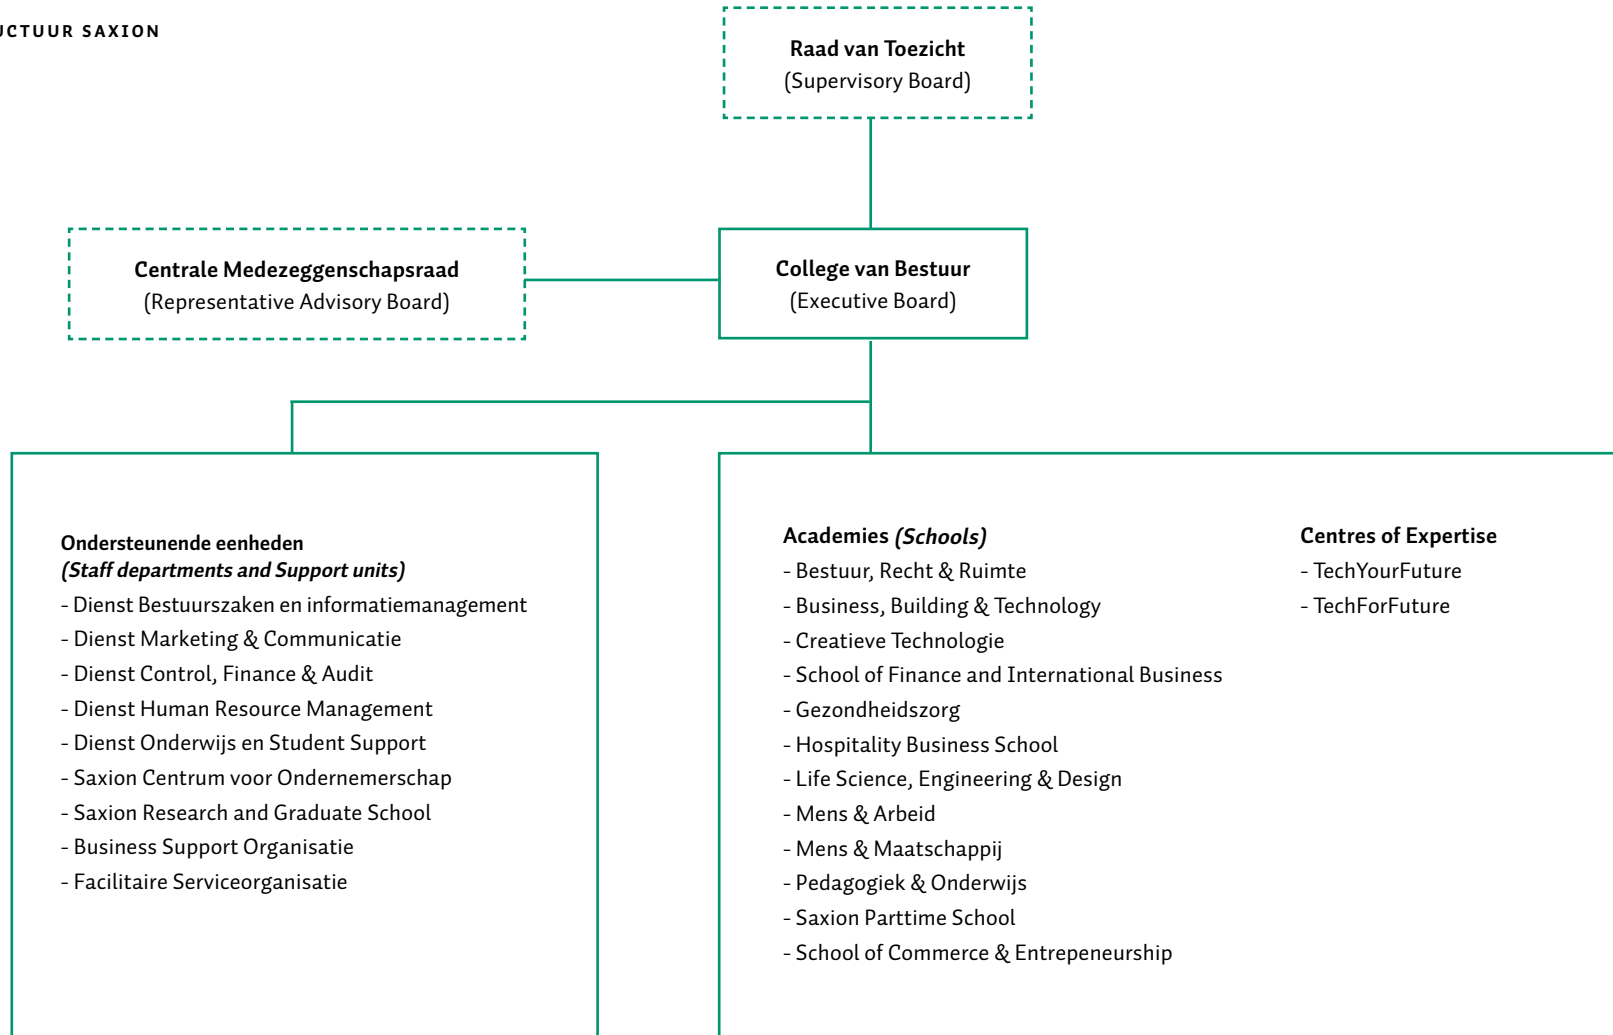 UCTUUR SAXION
Raad van Toezicht
(Supervisory Board)
Centrale Medezeggenschapsraad
(Representative Advisory Board)
College van Bestuur
(Executive Board)
Ondersteunende eenheden
(Staff departments and Support units)
- Dienst Bestuurszaken en informatiemanagement
- Dienst Marketing & Communicatie
- Dienst Control, Finance & Audit
- Dienst Human Resource Management
- Dienst Onderwijs en Student Support
- Saxion Centrum voor Ondernemerschap
- Saxion Research and Graduate School
- Business Support Organisatie
- Facilitaire Serviceorganisatie
Academies (Schools)
- Bestuur, Recht & Ruimte
- Business, Building & Technology
- Creatieve Technologie
- School of Finance and International Business
- Gezondheidszorg
- Hospitality Business School
- Life Science, Engineering & Design
- Mens & Arbeid
- Mens & Maatschappij
- Pedagogiek & Onderwijs
- Saxion Parttime School
- School of Commerce & Entrepeneurship
Centres of Expertise
- TechYourFuture
- TechForFuture